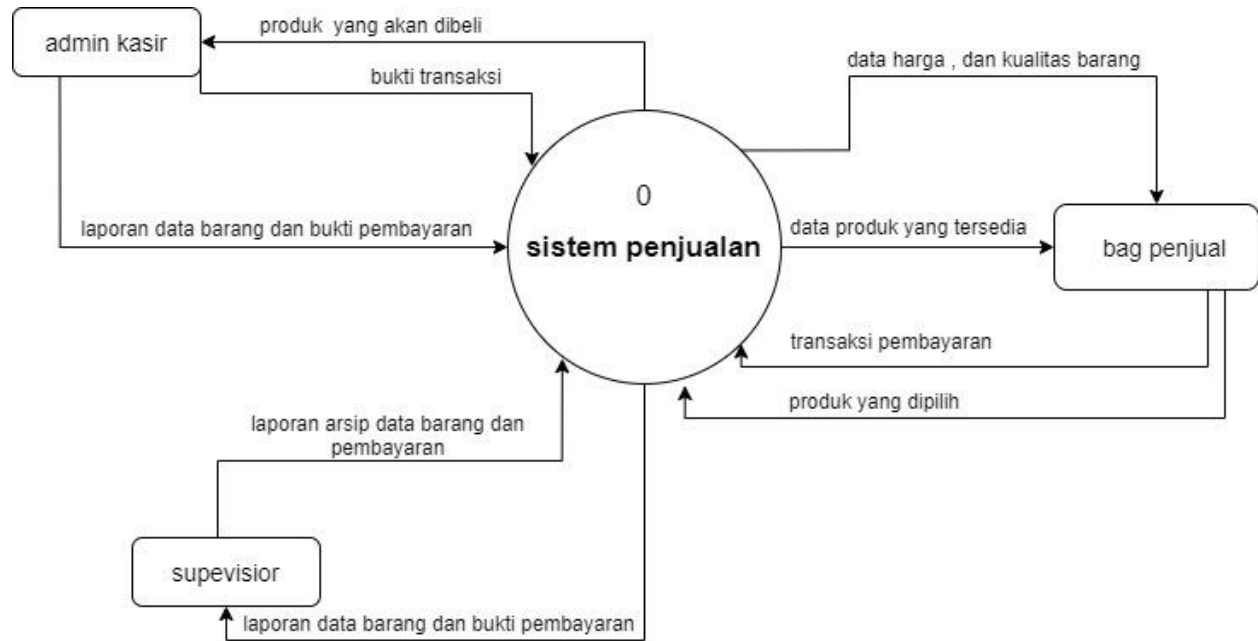 produk yang akan dibeli
admin kasir
data harga , dan kualitas barang
bukti transaksi
0
laporan data barang dan bukti pembayaran
sistem penjualan
data produk yang tersedia
bag penjual
transaksi pembayaran
produk yang dipilih
laporan arsip data barang dan
pembayaran
supevisior
laporan data barang dan bukti pembayaran